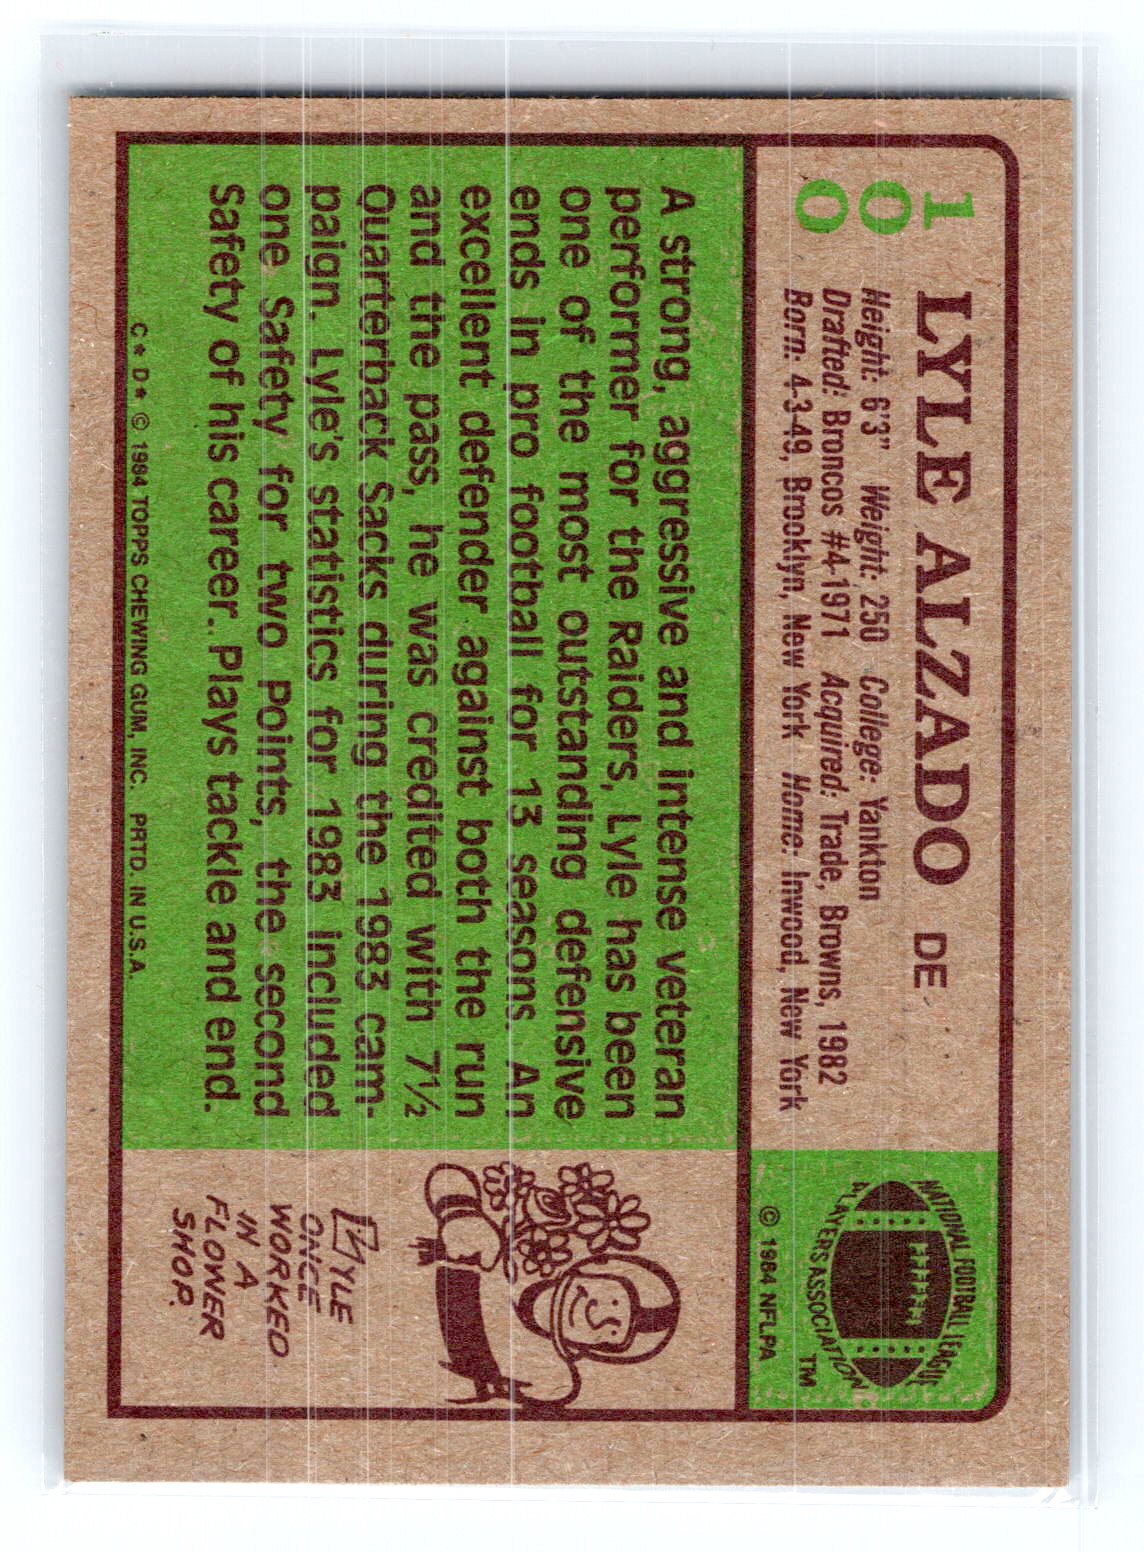 100
LYLE ALZADO DE
Height: 6'3" Weight: 250 College: Yankton
Drafted: Broncos #4-1971 Acquired: Trade, Browns, 1982
Born: 4-3-49, Brooklyn, New York Home: Inwood, New York
NATIONAL FOOTBALL LEAGUE
PLAYERS ASSOCIATION
TM
© 1984 NFLPA
A strong, aggressive and intense veteran
performer for the Raiders, Lyle has been
one of the most outstanding defensive
ends in pro football for 13 seasons. An
excellent defender against both the run
and the pass, he was credited with 7½
Quarterback Sacks during the 1983 cam-
paign. Lyle's statistics for 1983 included
one Safety for two Points, the second
Safety of his career.. Plays tackle and end.
C * D * © 1984 TOPPS CHEWING GUM, INC. PRTD. IN U.S.A.
LYLE
ONCE
WORKED
IN A
FLOWER
SHOP.